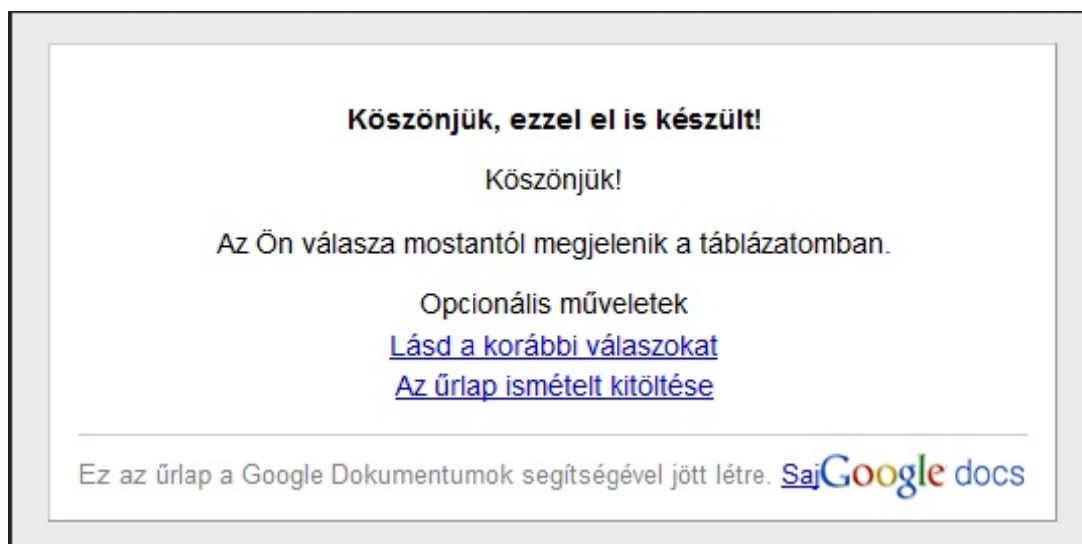 Köszönjük, ezzel el is készült!
Köszönjük!
Az Ön válasza mostantól megjelenik a táblázatomban.
Opcionális műveletek
Lásd a korábbi válaszokat
Az űrlap ismételt kitöltése
Ez az űrlap a Google Dokumentumok segítségével jött létre. Saj Google docs